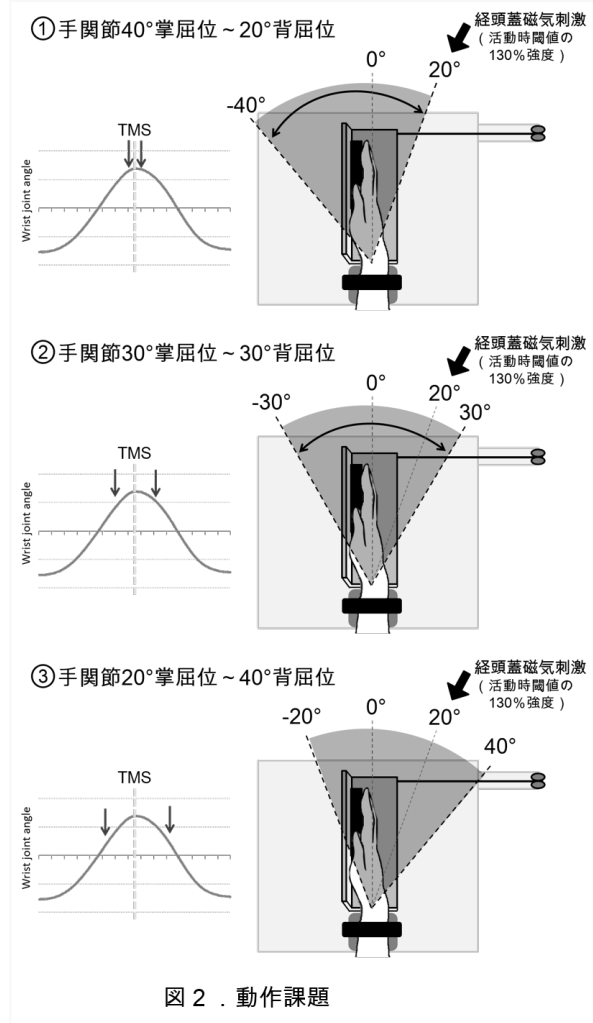 ①手関節40°掌屈位～20°背屈位
経頭蓋磁気刺激
（活動時閾値の
130％強度）
0°
20°
-40°
TMS
Wrist joint angle
②手関節30°掌屈位～30°背屈位
経頭蓋磁気刺激
（活動時閾値の
130％強度）
0°
20°
-30°
30°
TMS
Wrist joint angle
③手関節20°掌屈位～40°背屈位
経頭蓋磁気刺激
（活動時閾値の
130％強度）
0°
-20°
20°
40°
TMS
Wrist joint angle
図２．動作課題